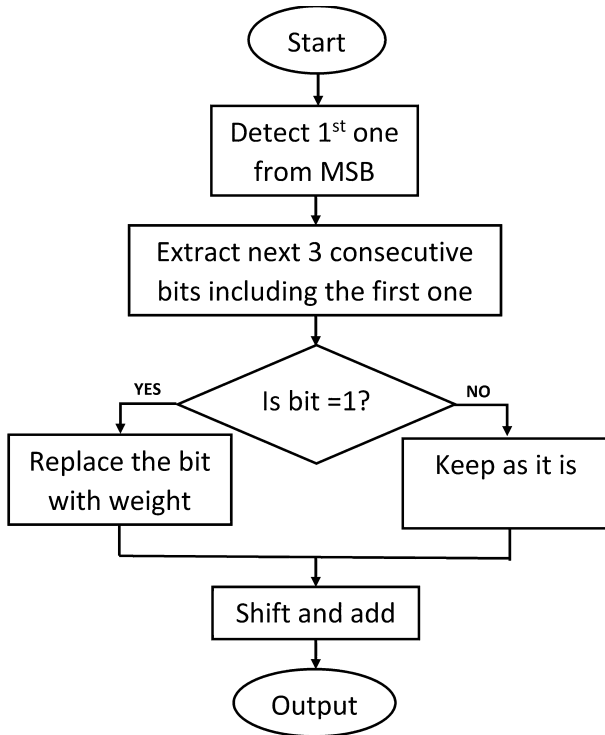 Start
Detect 1st one
from MSB
Extract next 3 consecutive
bits including the first one
Is bit =1?
YES
NO
Replace the bit
with weight
Keep as it is
Shift and add
Output